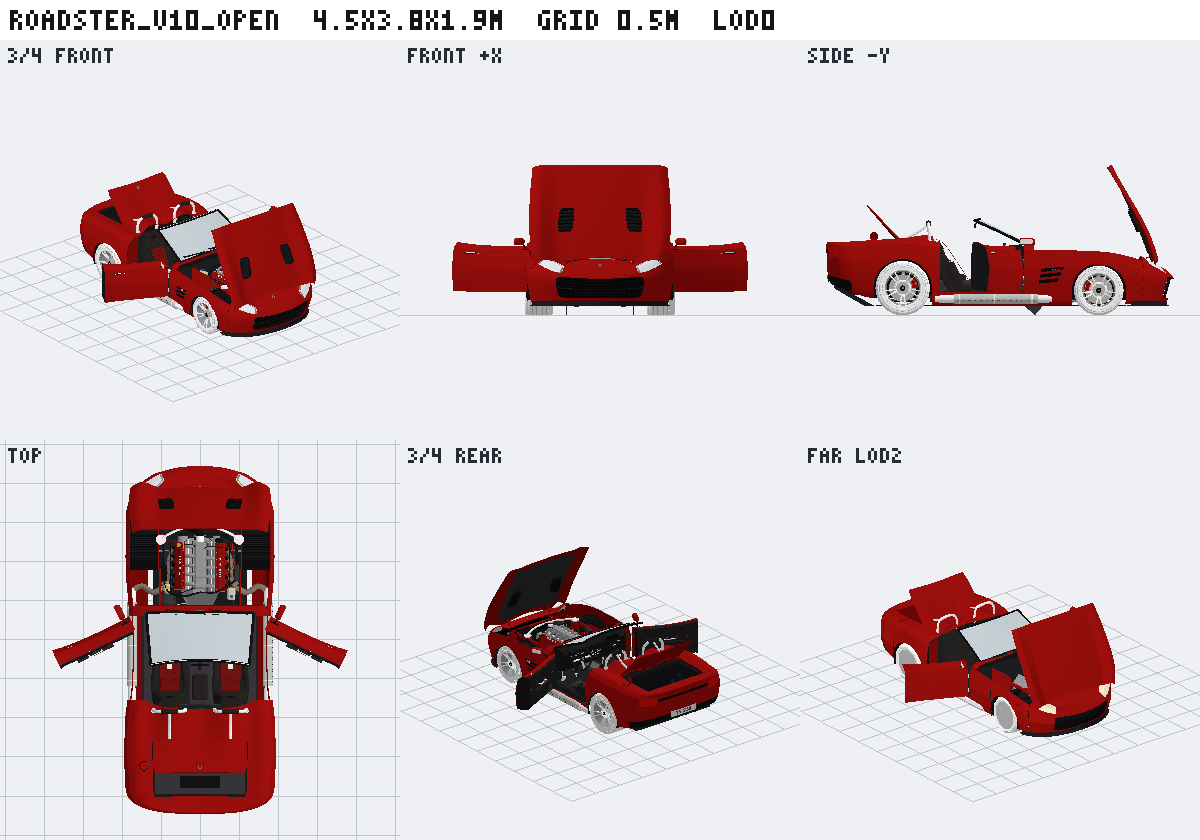 ROADSTER_V10_OPEN 4.5X3.8X1.9M GRID 0.5M LOD0
3/4 FRONT
FRONT +X
SIDE -Y
TOP
3/4 REAR
FAR LOD2